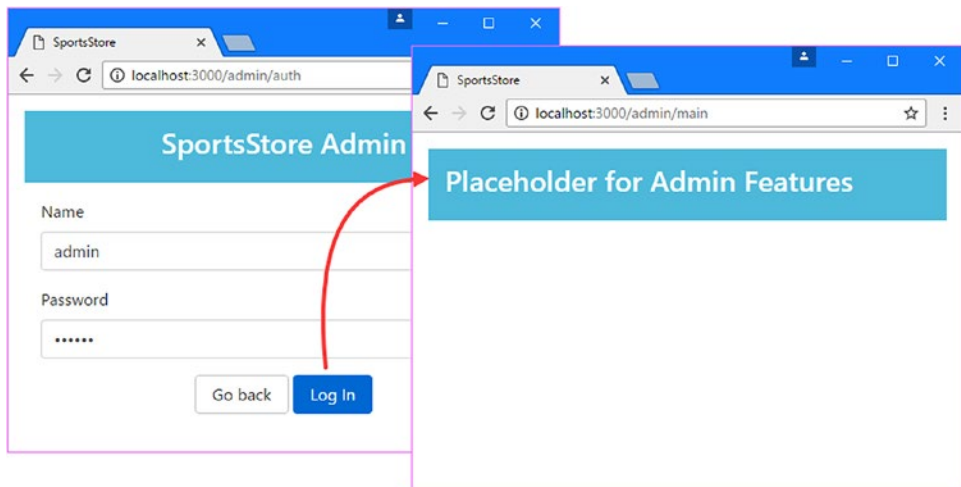 SportsStore
localhost:3000/admin/auth
SportsStore Admin
Name
admin
Password
••••••
Go back
Log In
SportsStore
localhost:3000/admin/main
Placeholder for Admin Features